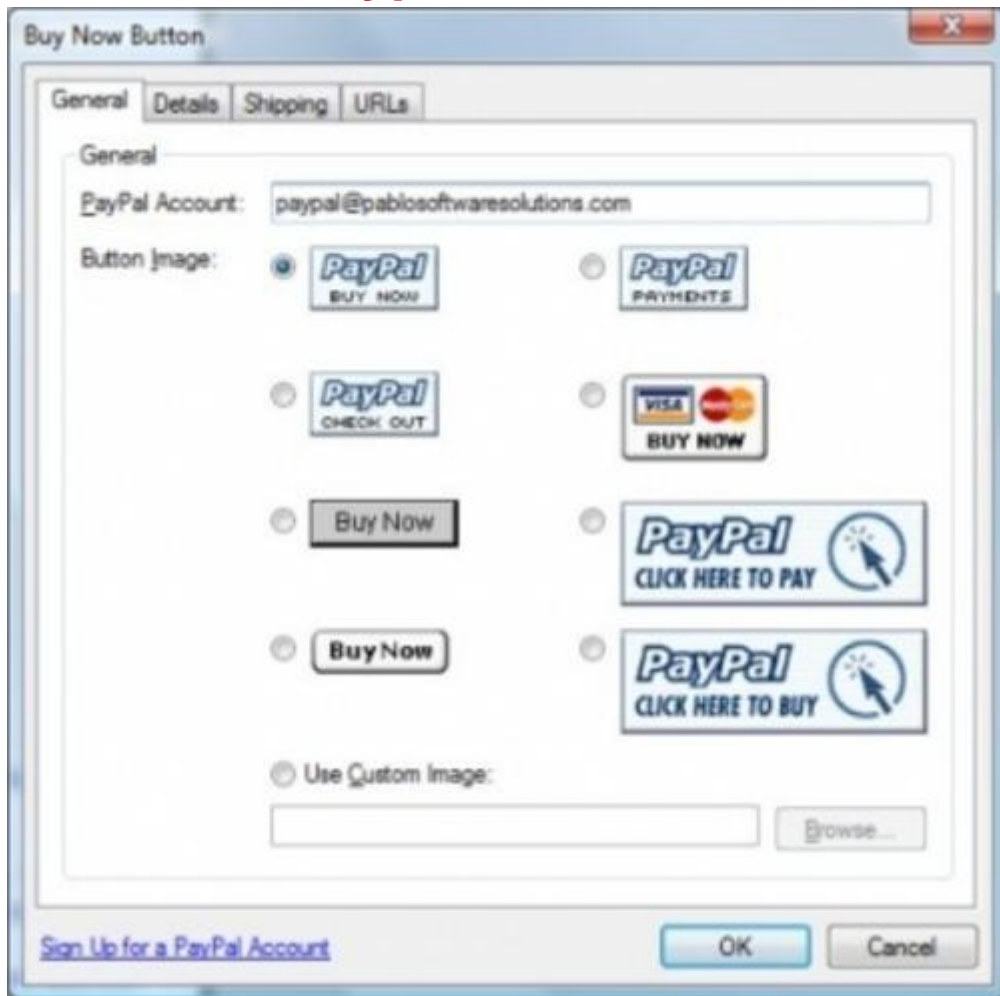 Buy Now Button
General Details Shipping URLs
General
PayPal Account: paypal@pablosoftwaresolutions.com
Button Image:
PayPal
BUY NOW
PayPal
PAYMENTS
PayPal
CHECK OUT
VISA
BUY NOW
Buy Now
PayPal
CLICK HERE TO PAY
Buy Now
PayPal
CLICK HERE TO BUY
Use Custom Image:
Browse...
Sign Up for a PayPal Account
OK Cancel